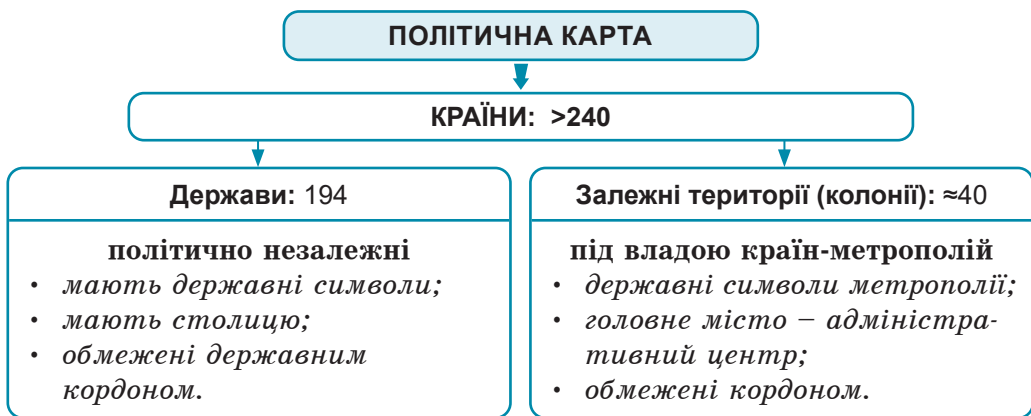 ПОЛІТИЧНА КАРТА
КРАЇНИ: >240
Держави: 194
політично незалежні
• мають державні символи;
• мають столицю;
• обмежені державним
кордоном.
Залежні території (колонії): ≈40
під владою країн-метрополій
• державні символи метрополії;
• головне місто – адміністра-
тивний центр;
• обмежені кордоном.